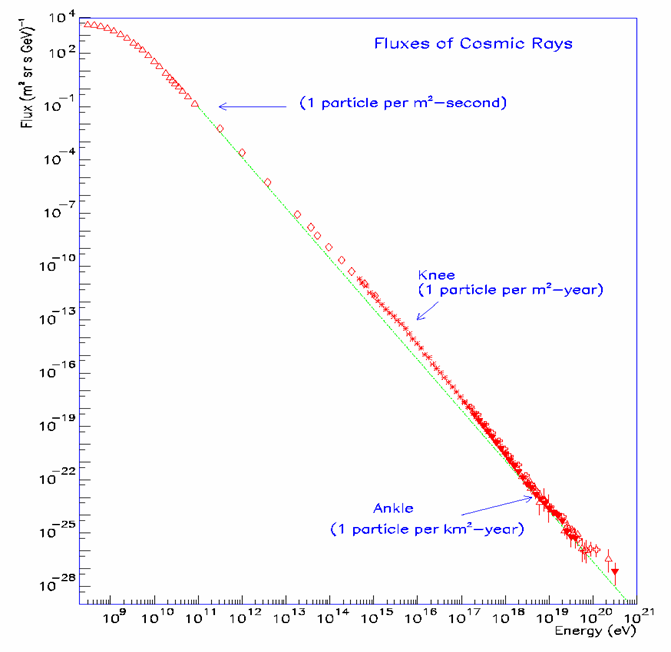 Fluxes of Cosmic Rays
Flux (m² sr s GeV)⁻¹
10⁴
10²
10⁻¹
10⁻⁴
10⁻⁷
10⁻¹⁰
10⁻¹³
10⁻¹⁶
10⁻¹⁹
10⁻²²
10⁻²⁵
10⁻²⁸
(1 particle per m²−second)
Knee
(1 particle per m²−year)
Ankle
(1 particle per km²−year)
10⁹ 10¹⁰ 10¹¹ 10¹² 10¹³ 10¹⁴ 10¹⁵ 10¹⁶ 10¹⁷ 10¹⁸ 10¹⁹ 10²⁰ 10²¹
Energy (eV)